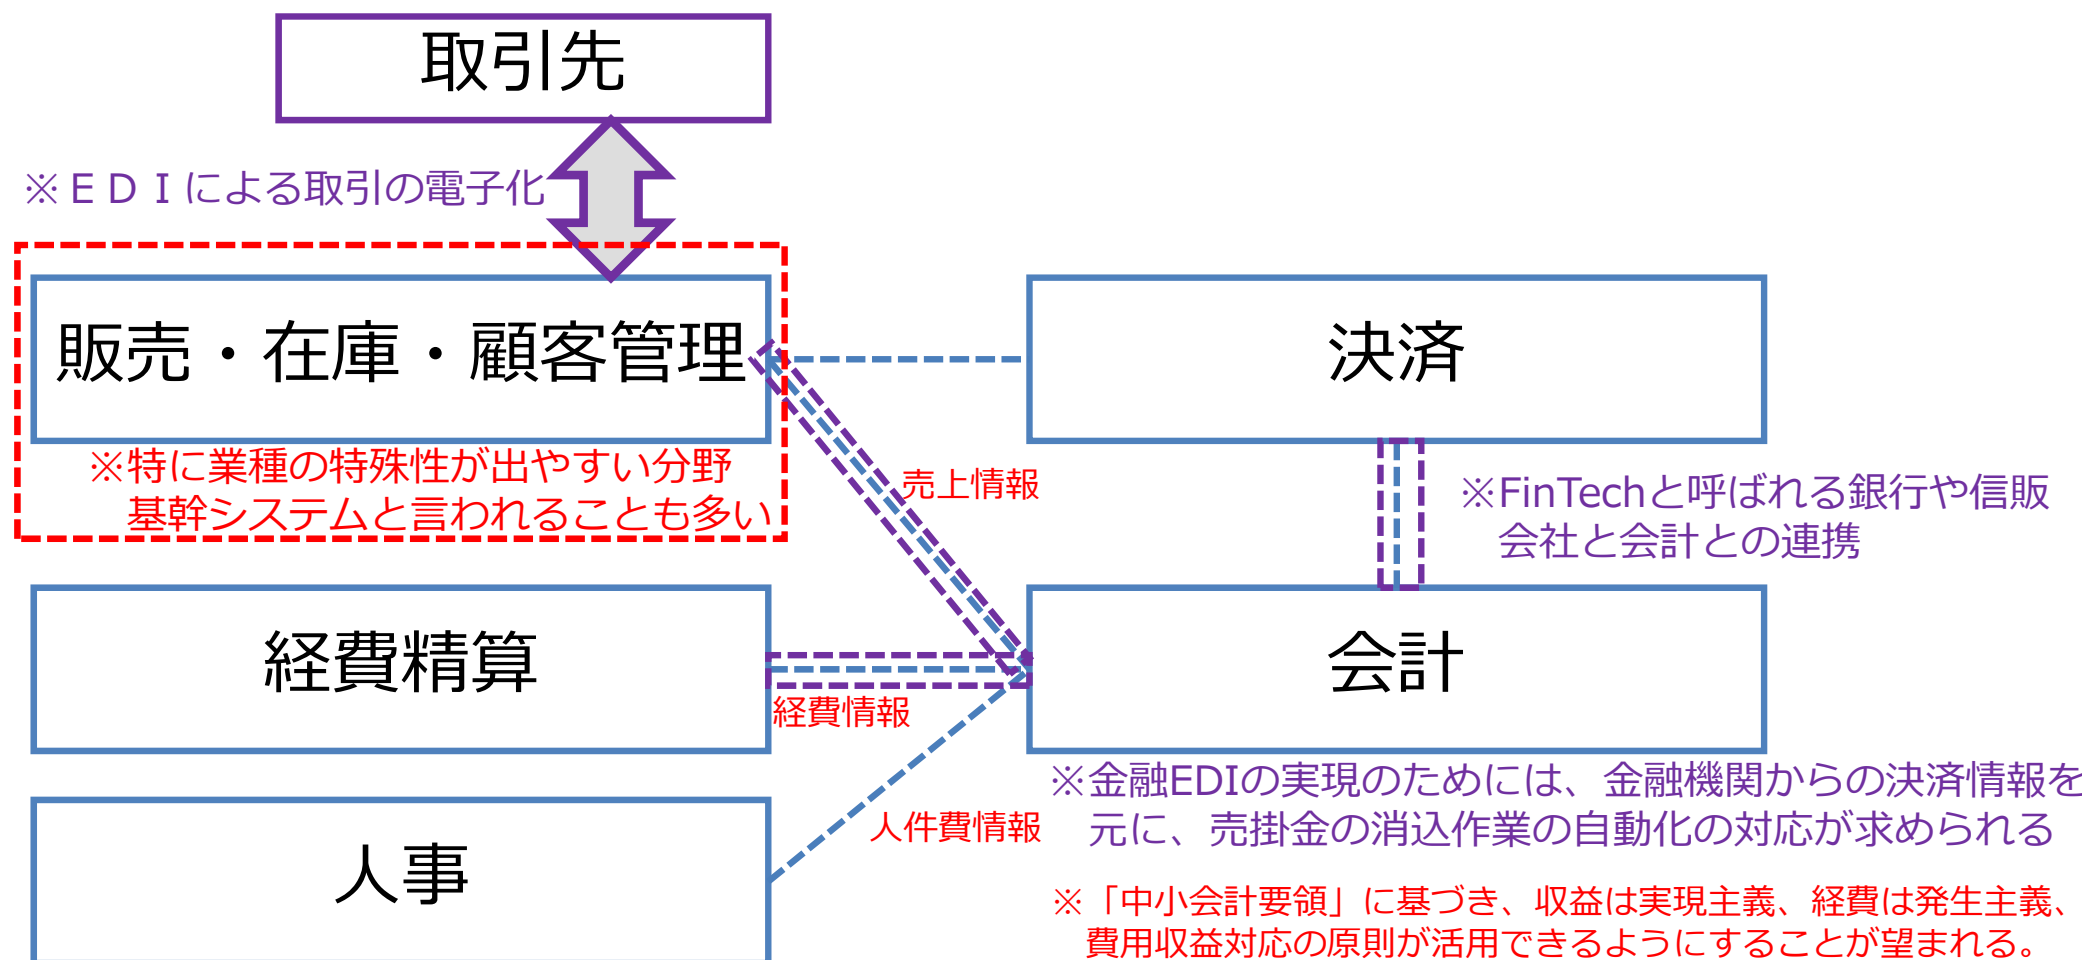 取引先
※ＥＤＩによる取引の電子化
販売・在庫・顧客管理
決済
※特に業種の特殊性が出やすい分野
基幹システムと言われることも多い
売上情報
※FinTechと呼ばれる銀行や信販
会社と会計との連携
経費精算
会計
経費情報
人事
人件費情報
※金融EDIの実現のためには、金融機関からの決済情報を
元に、売掛金の消込作業の自動化の対応が求められる
※「中小会計要領」に基づき、収益は実現主義、経費は発生主義、
費用収益対応の原則が活用できるようにすることが望まれる。